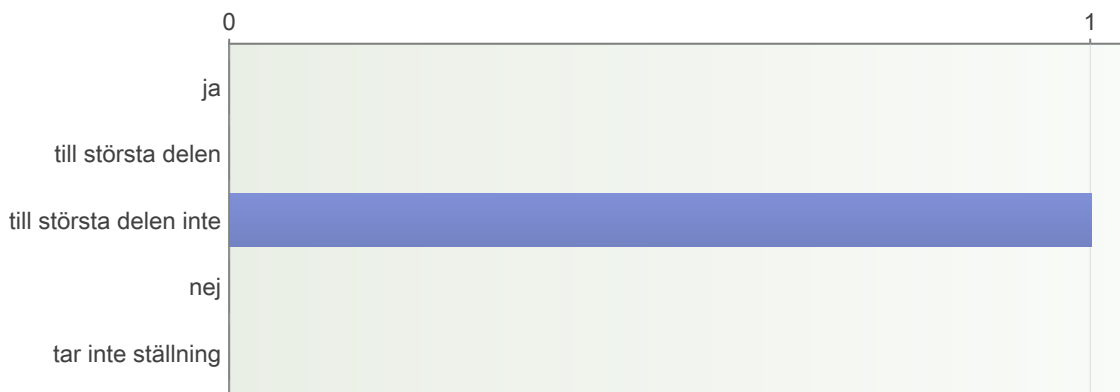 0 1
ja
till största delen
till största delen inte
nej
tar inte ställning